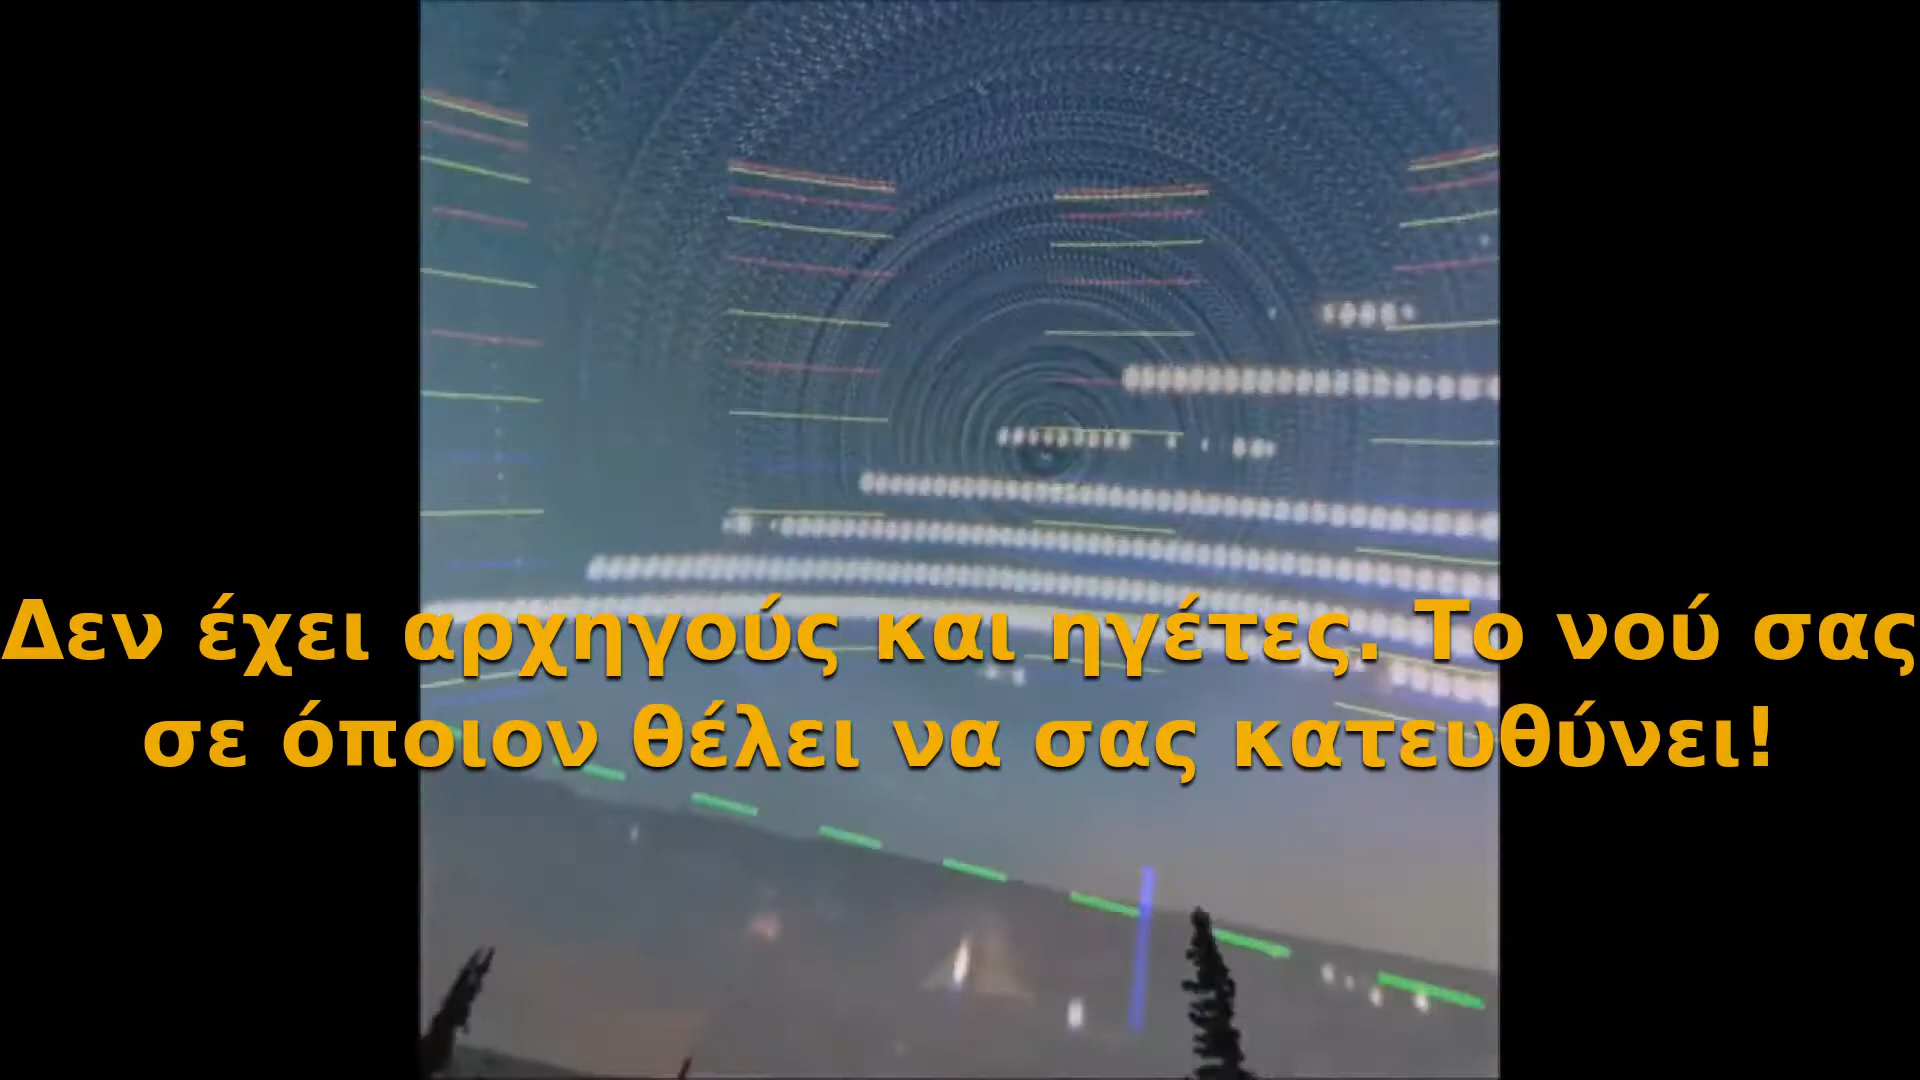 Δεν έχει αρχηγούς και ηγέτες. Το νού σας
σε όποιον θέλει να σας κατευθύνει!